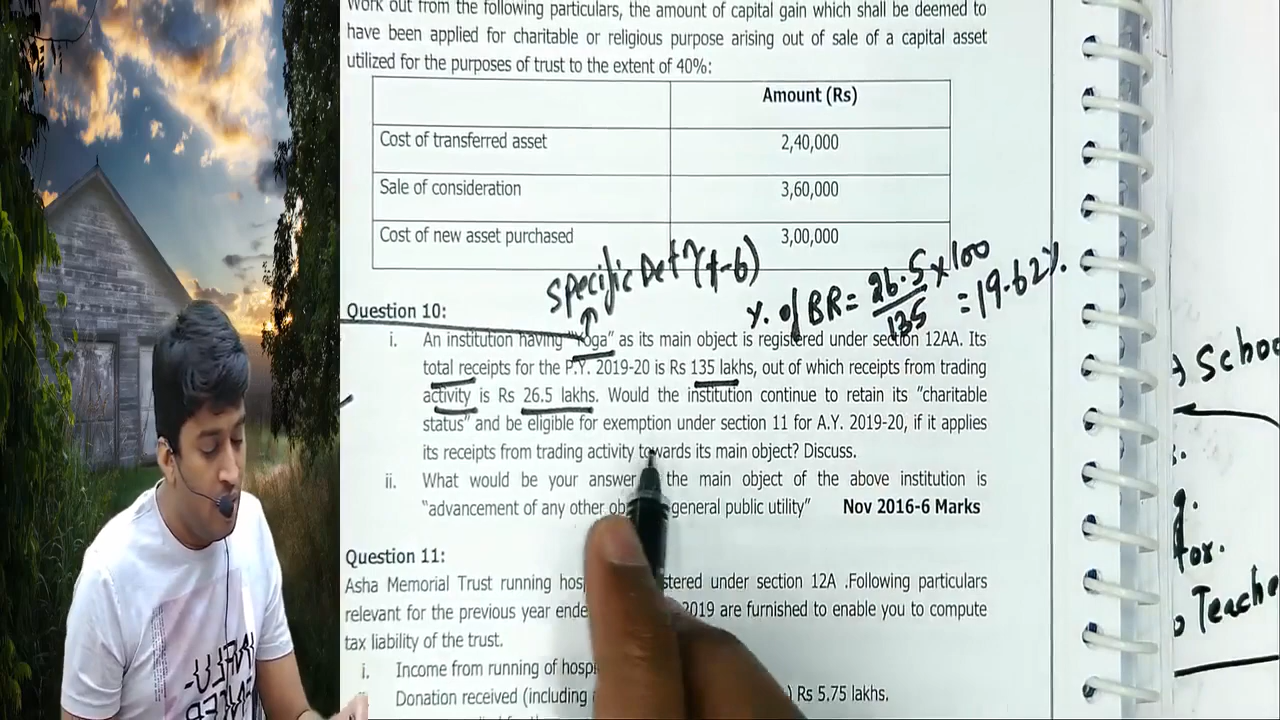 Work out from the following particulars, the amount of capital gain which shall be deemed to
have been applied for charitable or religious purpose arising out of sale of a capital asset
utilized for the purposes of trust to the extent of 40%:
Amount (Rs)
Cost of transferred asset 2,40,000
Sale of consideration 3,60,000
Cost of new asset purchased 3,00,000
% of BR = 26.5/135 × 100 = 19.62%.
Question 10:
i. An institution having "Yoga" as its main object is registered under section 12AA. Its
total receipts for the P.Y. 2019-20 is Rs 135 lakhs, out of which receipts from trading
activity is Rs 26.5 lakhs. Would the institution continue to retain its "charitable
status" and be eligible for exemption under section 11 for A.Y. 2019-20, if it applies
its receipts from trading activity towards its main object? Discuss.
ii. What would be your answer the main object of the above institution is
"advancement of any other general public utility" Nov 2016-6 Marks
Question 11:
Asha Memorial Trust running under section 12A .Following particulars
relevant for the previous year 2019 are furnished to enable you to compute
tax liability of the trust.
i. Income from running of
Donation received (including ) Rs 5.75 lakhs.